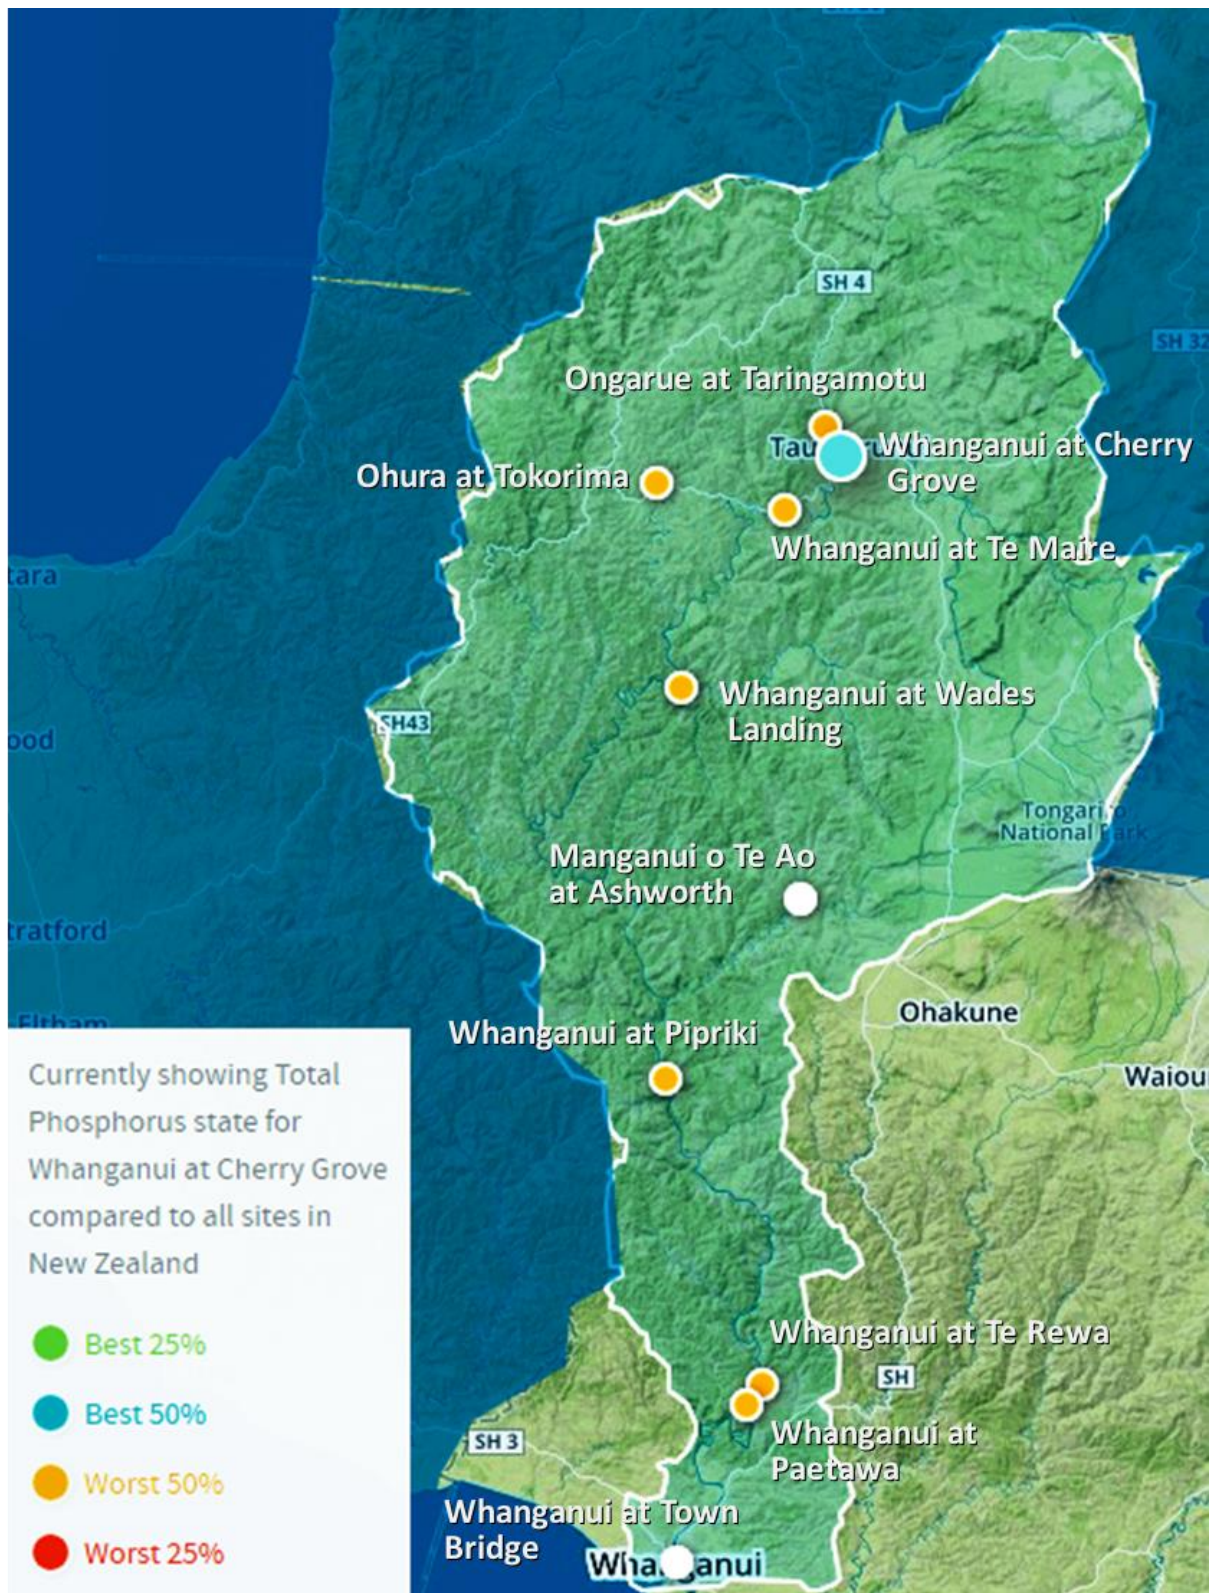 SH 4
SH 32
Ongarue at Taringamotu
Whanganui at Cherry
Grove
Ohura at Tokorima
Whanganui at Te Maire
tara
Whanganui at Wades
Landing
SH43
ood
National Park
Manganui o Te Ao
at Ashworth
tratford
Ohakune
Eltham
Whanganui at Pipriki
Waiou
Currently showing Total
Phosphorus state for
Whanganui at Cherry Grove
compared to all sites in
New Zealand
Best 25%
Best 50%
Worst 50%
Worst 25%
Whanganui at Te Rewa
SH
Whanganui at
Paetawa
SH 3
Whanganui at Town
Bridge